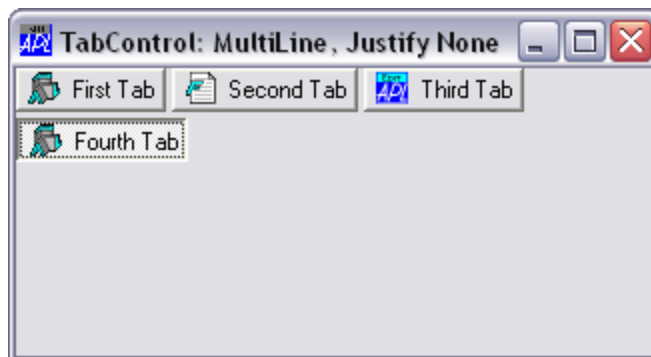 TabControl: MultiLine, Justify None
First Tab Second Tab Third Tab
Fourth Tab